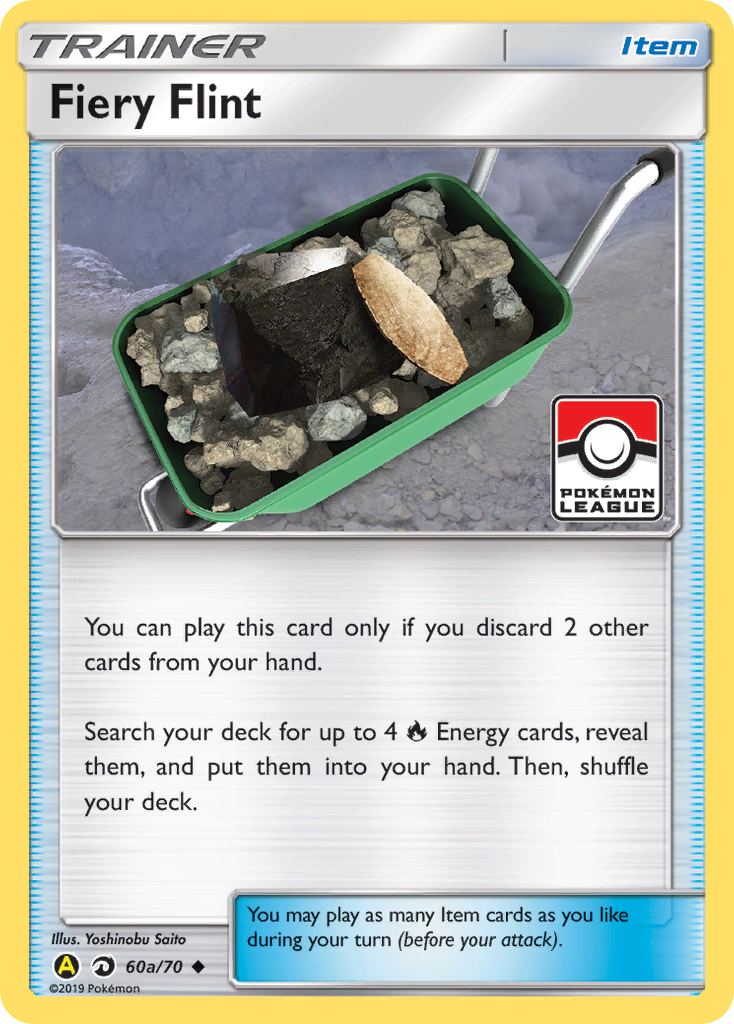 TRAINER
Item
Fiery Flint
POKÉMON
LEAGUE
TM
You can play this card only if you discard 2 other
cards from your hand.
Search your deck for up to 4 Energy cards, reveal
them, and put them into your hand. Then, shuffle
your deck.
You may play as many Item cards as you like
during your turn (before your attack).
Illus. Yoshinobu Saito
A 60a/70
©2019 Pokémon